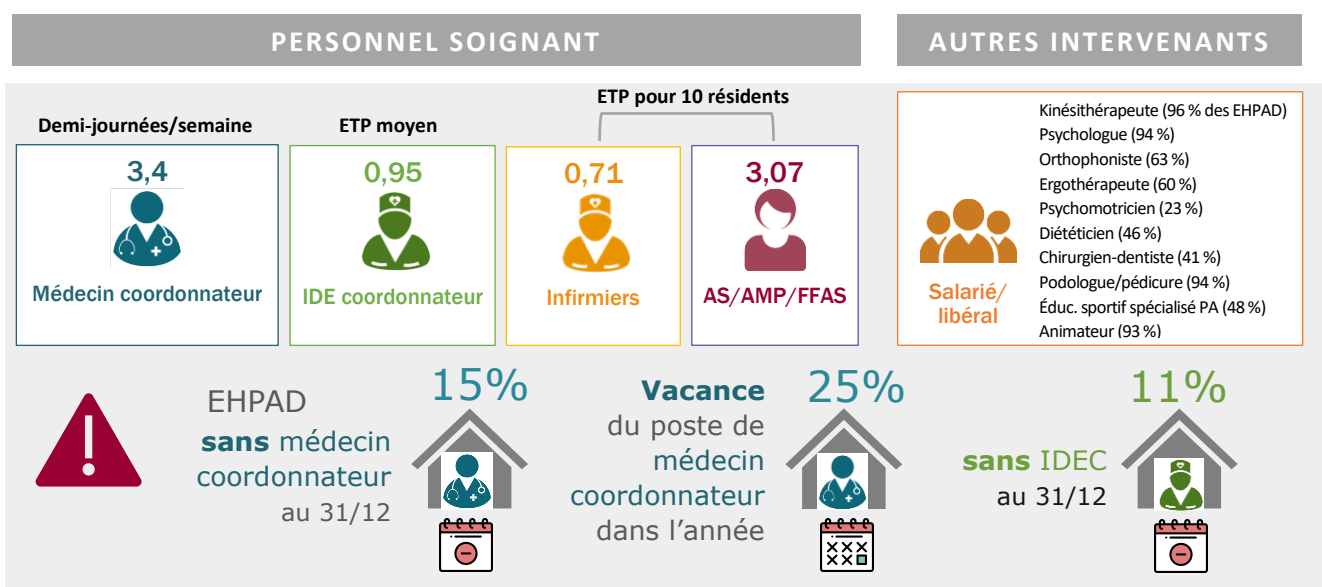 PERSONNEL SOIGNANT
AUTRES INTERVENANTS
ETP pour 10 résidents
Demi-journées/semaine
ETP moyen
3,4
Médecin coordonnateur
0,95
IDE coordonnateur
0,71
Infirmiers
3,07
AS/AMP/FFAS
Salarié/
libéral
Kinésithérapeute (96 % des EHPAD)
Psychologue (94 %)
Orthophoniste (63 %)
Ergothérapeute (60 %)
Psychomotricien (23 %)
Diététicien (46 %)
Chirurgien-dentiste (41 %)
Podologue/pédicure (94 %)
Éduc. sportif spécialisé PA (48 %)
Animateur (93 %)
EHPAD
sans médecin
coordonnateur
au 31/12
15%
Vacance
du poste de
médecin
coordonnateur
dans l’année
25%
sans IDEC
au 31/12
11%